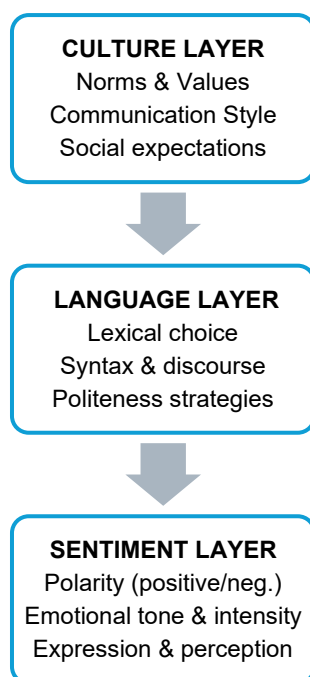 CULTURE LAYER
Norms & Values
Communication Style
Social expectations
LANGUAGE LAYER
Lexical choice
Syntax & discourse
Politeness strategies
SENTIMENT LAYER
Polarity (positive/neg.)
Emotional tone & intensity
Expression & perception